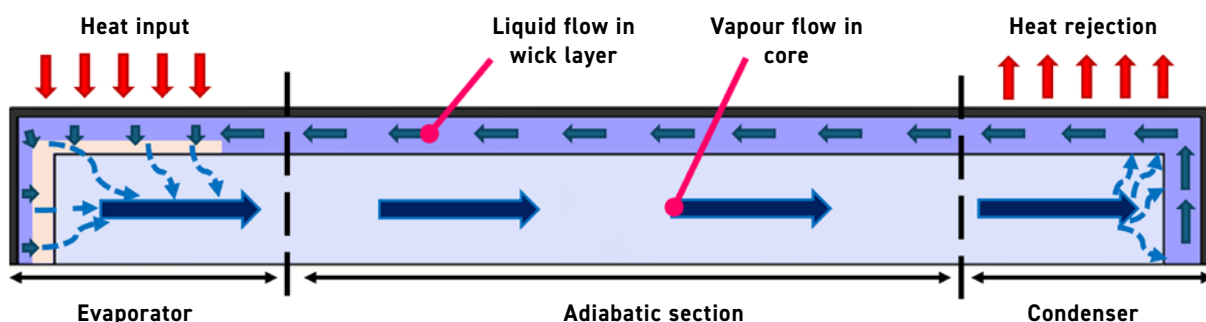 Heat input
Liquid flow in
wick layer
Vapour flow in
core
Heat rejection
Evaporator
Adiabatic section
Condenser